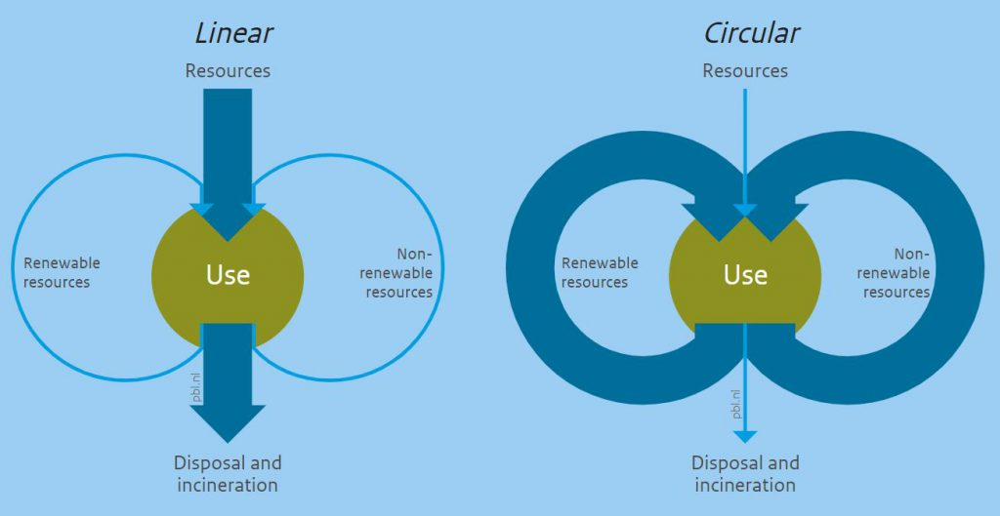 Linear
Resources
Renewable
resources
Use
Non-
renewable
resources
pbl.nl
Disposal and
incineration
Circular
Resources
Renewable
resources
Use
Non-
renewable
resources
pbl.nl
Disposal and
incineration